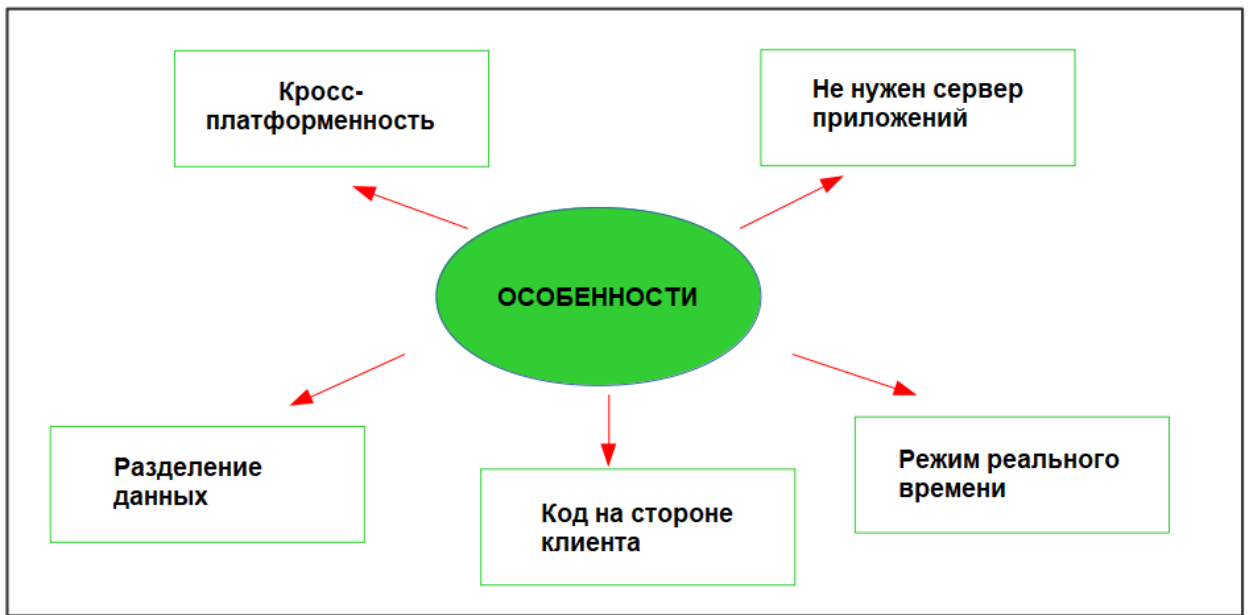 Кросс-
платформенность
Не нужен сервер
приложений
ОСОБЕННОСТИ
Разделение
данных
Код на стороне
клиента
Режим реального
времени